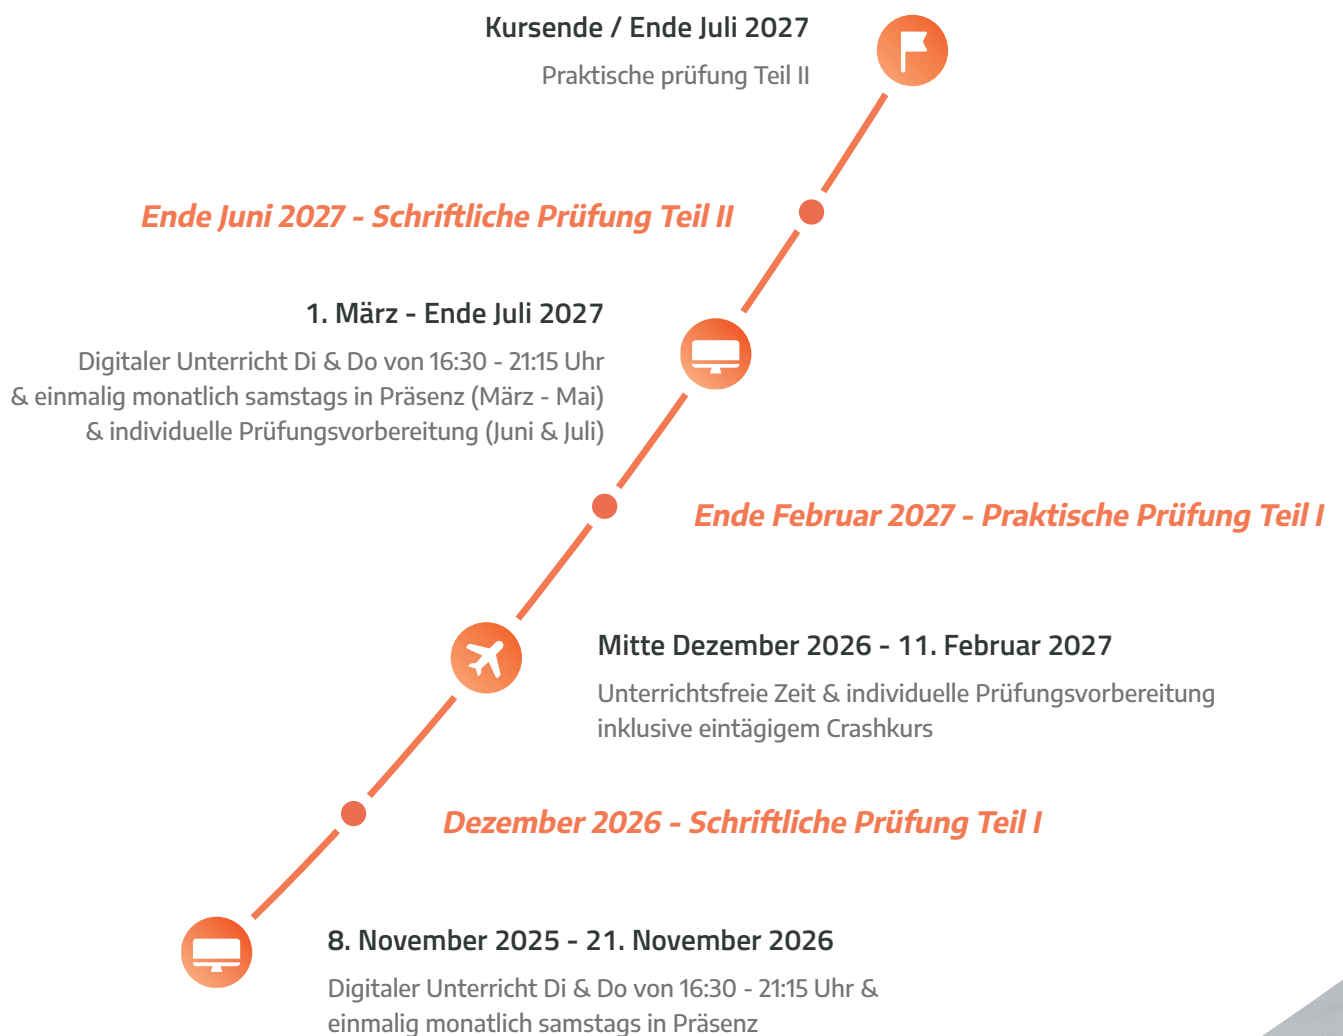 Kursende / Ende Juli 2027
Praktische prüfung Teil II
Ende Juni 2027 - Schriftliche Prüfung Teil II
1. März - Ende Juli 2027
Digitaler Unterricht Di & Do von 16:30 - 21:15 Uhr
& einmalig monatlich samstags in Präsenz (März - Mai)
& individuelle Prüfungsvorbereitung (Juni & Juli)
Ende Februar 2027 - Praktische Prüfung Teil I
Mitte Dezember 2026 - 11. Februar 2027
Unterrichtsfreie Zeit & individuelle Prüfungsvorbereitung
inklusive eintägigem Crashkurs
Dezember 2026 - Schriftliche Prüfung Teil I
8. November 2025 - 21. November 2026
Digitaler Unterricht Di & Do von 16:30 - 21:15 Uhr &
einmalig monatlich samstags in Präsenz